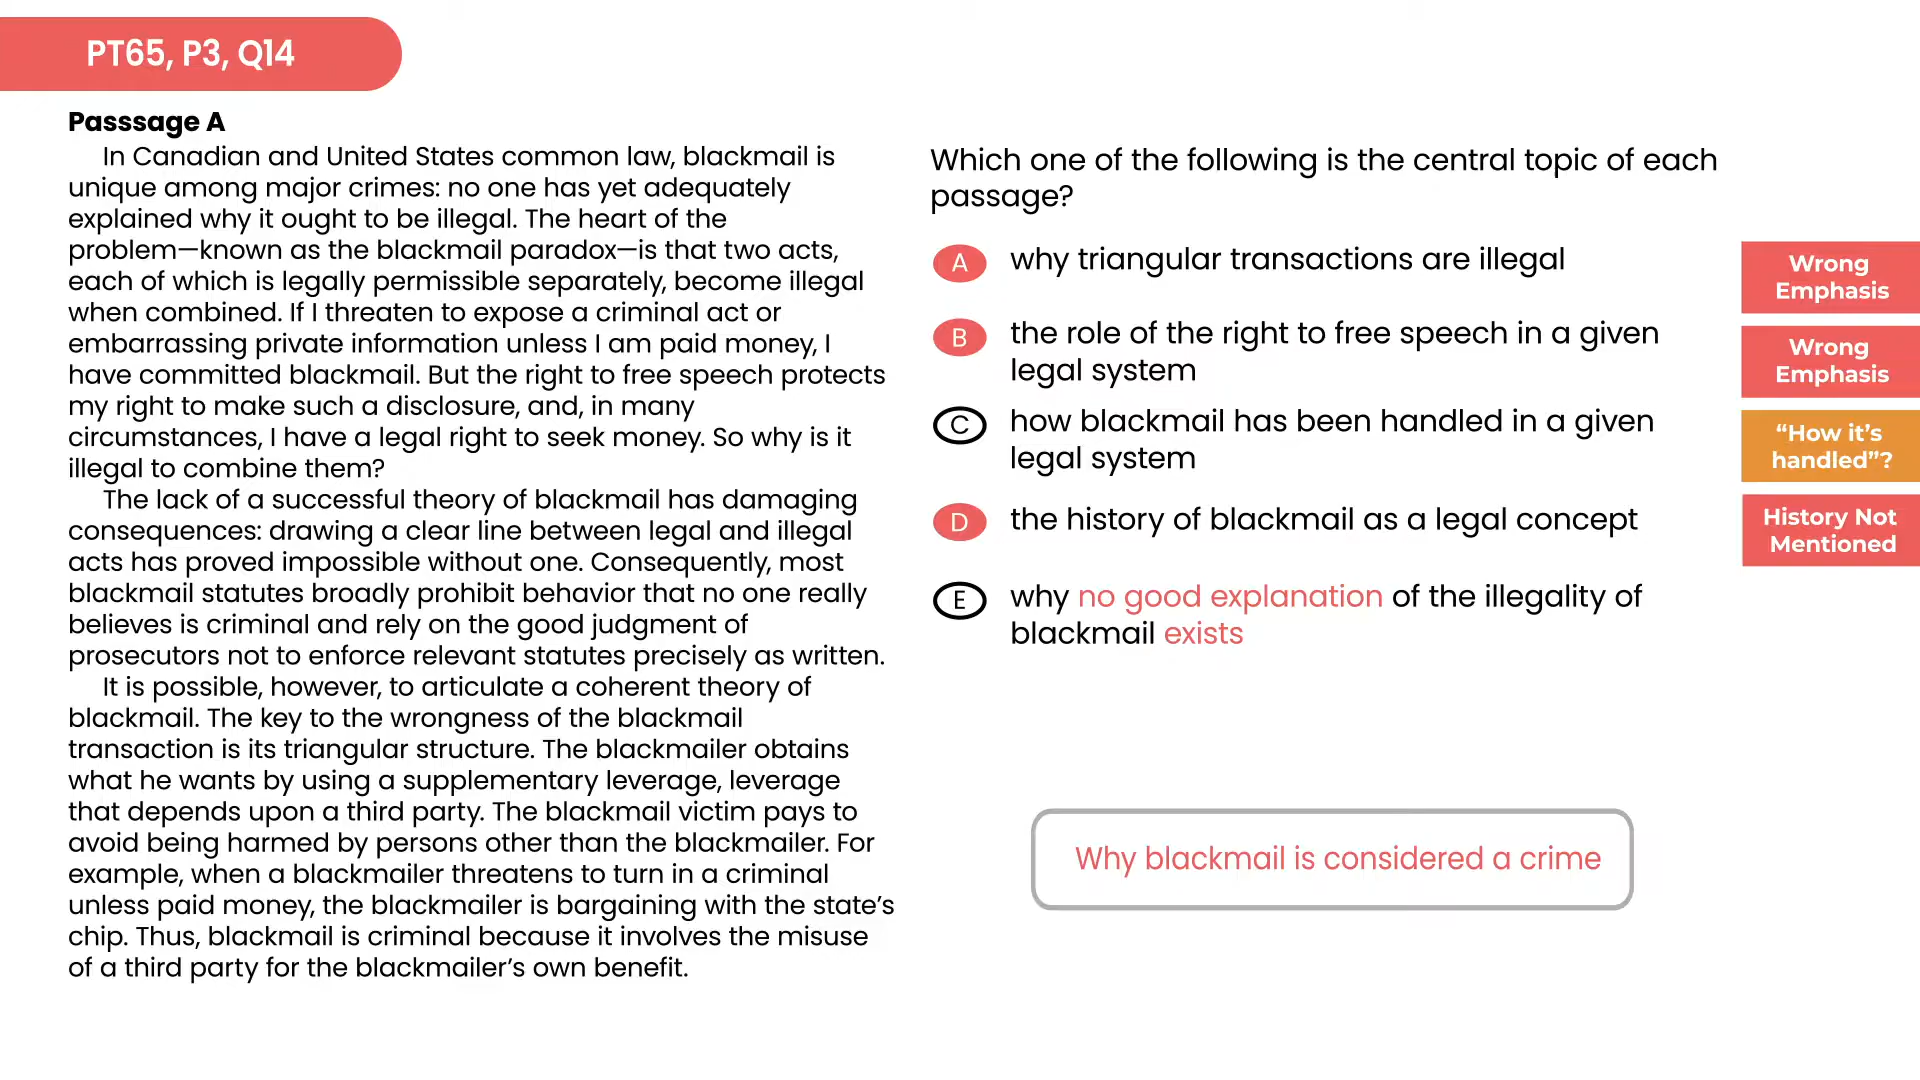 PT65, P3, Q14
Passsage A
In Canadian and United States common law, blackmail is
unique among major crimes: no one has yet adequately
explained why it ought to be illegal. The heart of the
problem—known as the blackmail paradox—is that two acts,
each of which is legally permissible separately, become illegal
when combined. If I threaten to expose a criminal act or
embarrassing private information unless I am paid money, I
have committed blackmail. But the right to free speech protects
my right to make such a disclosure, and, in many
circumstances, I have a legal right to seek money. So why is it
illegal to combine them?
The lack of a successful theory of blackmail has damaging
consequences: drawing a clear line between legal and illegal
acts has proved impossible without one. Consequently, most
blackmail statutes broadly prohibit behavior that no one really
believes is criminal and rely on the good judgment of
prosecutors not to enforce relevant statutes precisely as written.
It is possible, however, to articulate a coherent theory of
blackmail. The key to the wrongness of the blackmail
transaction is its triangular structure. The blackmailer obtains
what he wants by using a supplementary leverage, leverage
that depends upon a third party. The blackmail victim pays to
avoid being harmed by persons other than the blackmailer. For
example, when a blackmailer threatens to turn in a criminal
unless paid money, the blackmailer is bargaining with the state's
chip. Thus, blackmail is criminal because it involves the misuse
of a third party for the blackmailer's own benefit.
Which one of the following is the central topic of each
passage?
A why triangular transactions are illegal
Wrong
Emphasis
B the role of the right to free speech in a given
legal system
Wrong
Emphasis
C how blackmail has been handled in a given
legal system
“How it's
handled”?
D the history of blackmail as a legal concept
History Not
Mentioned
E why no good explanation of the illegality of
blackmail exists
Why blackmail is considered a crime